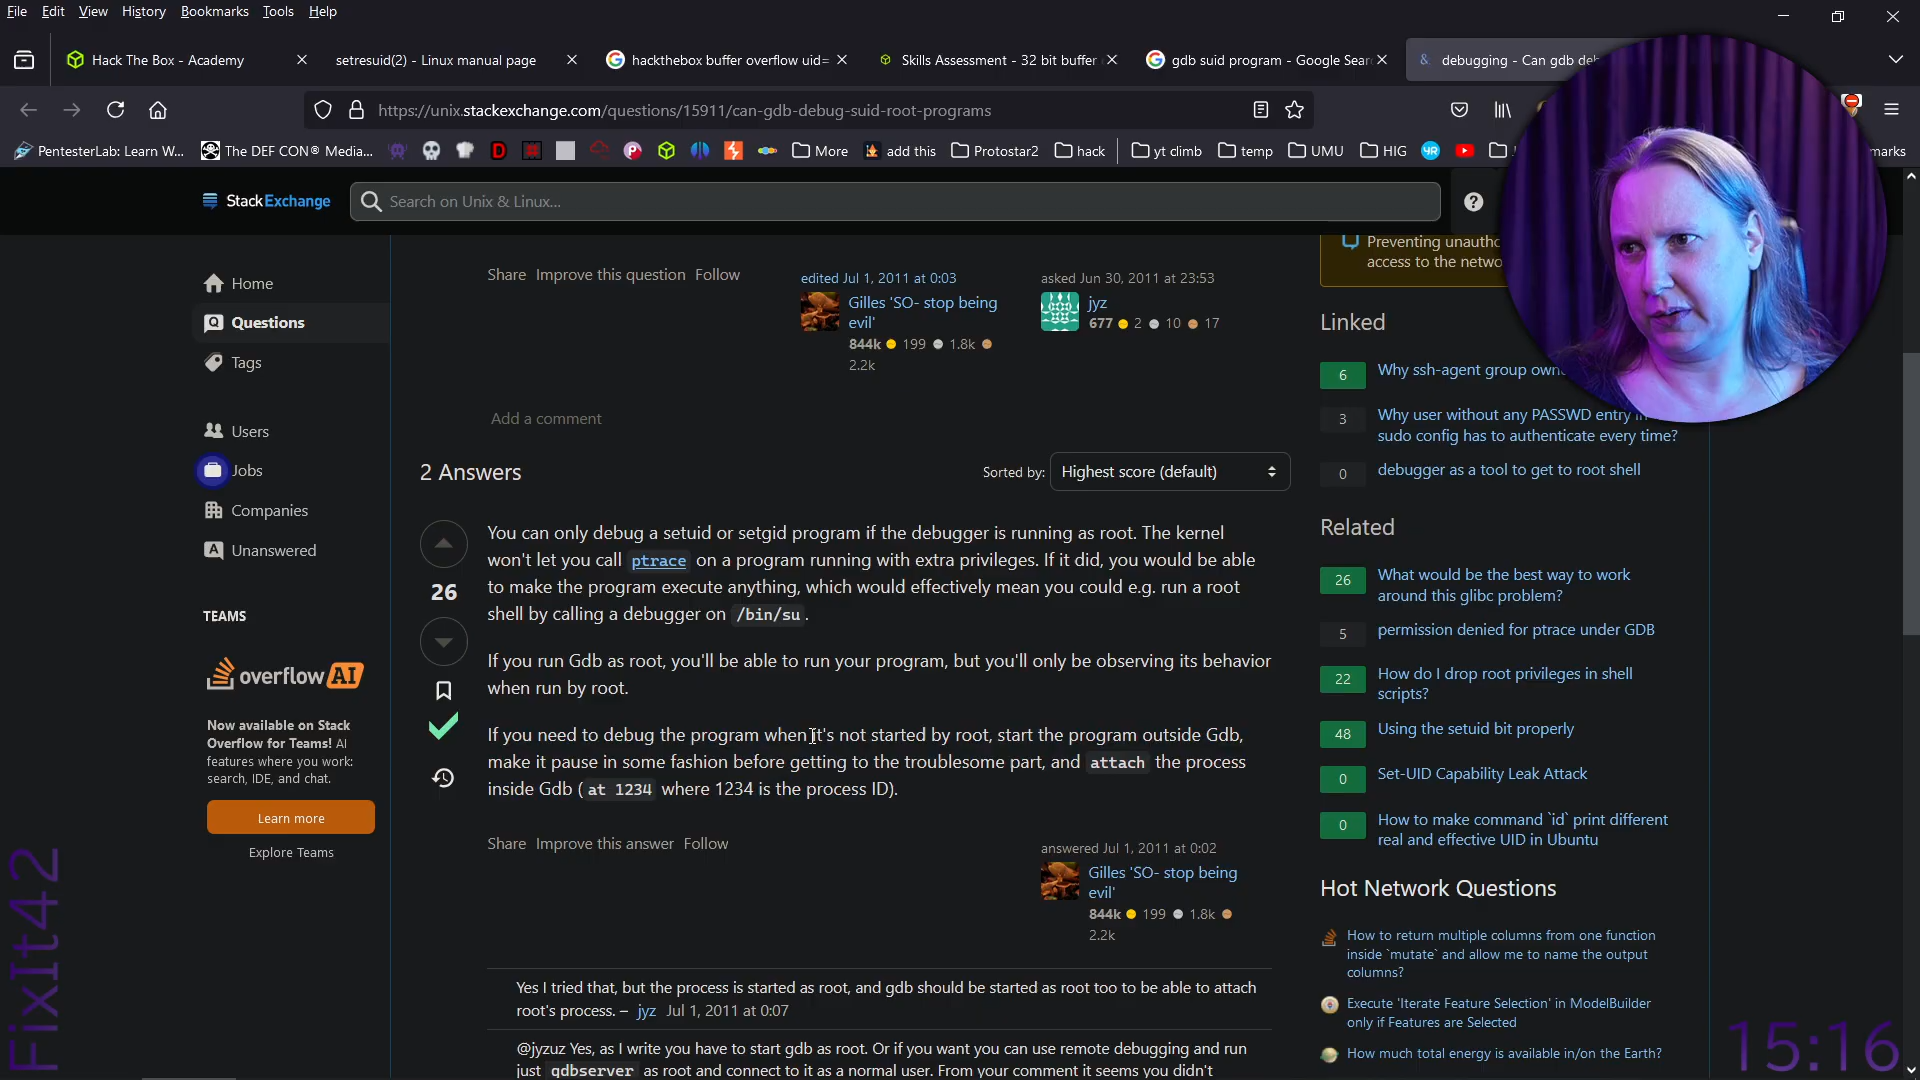 File Edit View History Bookmarks Tools Help
Hack The Box - Academy
setresuid(2) - Linux manual page
hackthebox buffer overflow uid=
Skills Assessment - 32 bit buffer
gdb suid program - Google Sear
debugging - Can gdb deb
https://unix.stackexchange.com/questions/15911/can-gdb-debug-suid-root-programs
PentesterLab: Learn W... The DEF CON® Media... More add this Protostar2 hack yt climb temp UMU HIG
StackExchange
Search on Unix & Linux...
Home
Questions
Tags
Users
Jobs
Companies
Unanswered
TEAMS
overflow AI
Now available on Stack
Overflow for Teams! AI
features where you work:
search, IDE, and chat.
Learn more
Explore Teams
Share Improve this question Follow
edited Jul 1, 2011 at 0:03
Gilles 'SO- stop being
evil'
844k 199 1.8k
2.2k
asked Jun 30, 2011 at 23:53
jyz
677 2 10 17
Add a comment
2 Answers
Sorted by: Highest score (default)
26
You can only debug a setuid or setgid program if the debugger is running as root. The kernel
won't let you call ptrace on a program running with extra privileges. If it did, you would be able
to make the program execute anything, which would effectively mean you could e.g. run a root
shell by calling a debugger on /bin/su.
If you run Gdb as root, you'll be able to run your program, but you'll only be observing its behavior
when run by root.
If you need to debug the program when it's not started by root, start the program outside Gdb,
make it pause in some fashion before getting to the troublesome part, and attach the process
inside Gdb ( at 1234 where 1234 is the process ID).
Share Improve this answer Follow
answered Jul 1, 2011 at 0:02
Gilles 'SO- stop being
evil'
844k 199 1.8k
2.2k
Yes I tried that, but the process is started as root, and gdb should be started as root too to be able to attach
root's process. – jyz Jul 1, 2011 at 0:07
@jyzuz Yes, as I write you have to start gdb as root. Or if you want you can use remote debugging and run
just gdbserver as root and connect to it as a normal user. From your comment it seems you didn't
Preventing unauthc
access to the netwo
Linked
6 Why ssh-agent group own
3 Why user without any PASSWD entry in
sudo config has to authenticate every time?
0 debugger as a tool to get to root shell
Related
26 What would be the best way to work
around this glibc problem?
5 permission denied for ptrace under GDB
22 How do I drop root privileges in shell
scripts?
48 Using the setuid bit properly
0 Set-UID Capability Leak Attack
0 How to make command `id` print different
real and effective UID in Ubuntu
Hot Network Questions
How to return multiple columns from one function
inside `mutate` and allow me to name the output
columns?
Execute 'Iterate Feature Selection' in ModelBuilder
only if Features are Selected
How much total energy is available in/on the Earth?
FixIt42
15:16